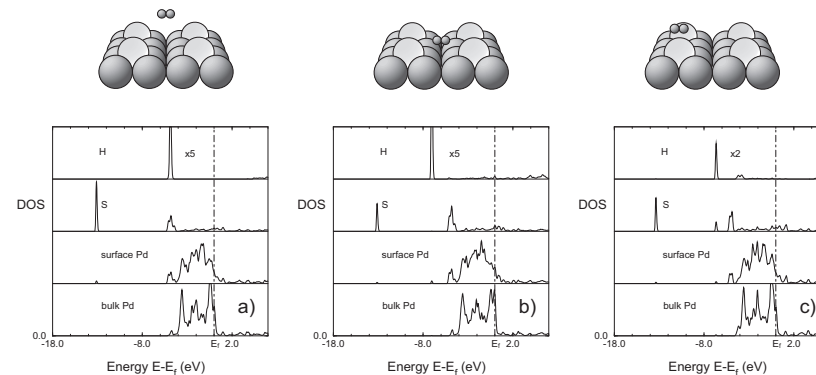 H
x5
S
DOS
surface Pd
bulk Pd
a)
0.0
-18.0
-8.0
Ef
2.0
Energy E-Ef (eV)
H
x5
S
DOS
surface Pd
bulk Pd
b)
0.0
-18.0
-8.0
Ef
2.0
Energy E-Ef (eV)
H
x2
S
DOS
surface Pd
bulk Pd
c)
0.0
-18.0
-8.0
Ef
2.0
Energy E-Ef (eV)